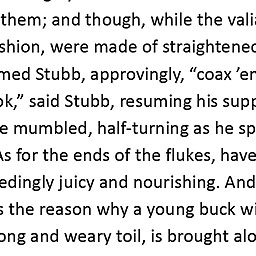 them; and though, while the vali
shion, were made of straightened
med Stubb, approvingly, “coax ’en
ok,” said Stubb, resuming his supp
e mumbled, half-turning as he sp
As for the ends of the flukes, have
edingly juicy and nourishing. And
s the reason why a young buck wi
ong and weary toil, is brought alo